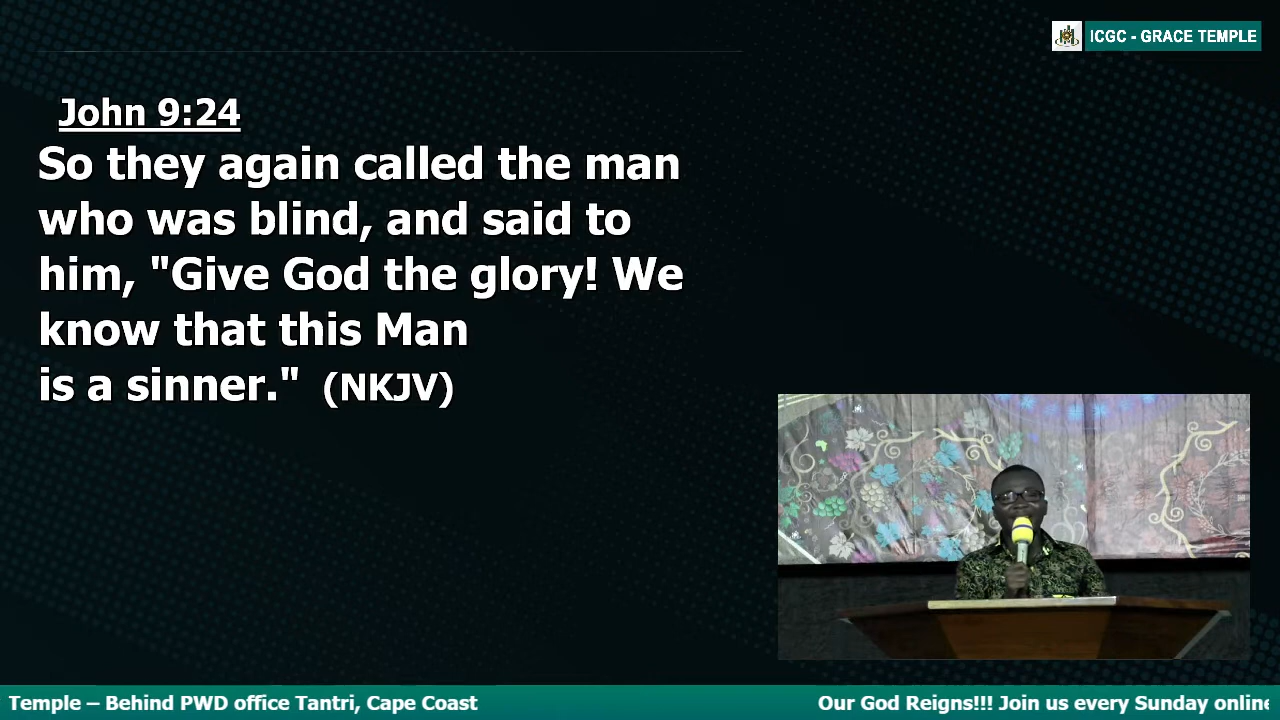 ICGC - GRACE TEMPLE
John 9:24
So they again called the man
who was blind, and said to
him, "Give God the glory! We
know that this Man
is a sinner." (NKJV)
Temple – Behind PWD office Tantri, Cape Coast
Our God Reigns!!! Join us every Sunday online